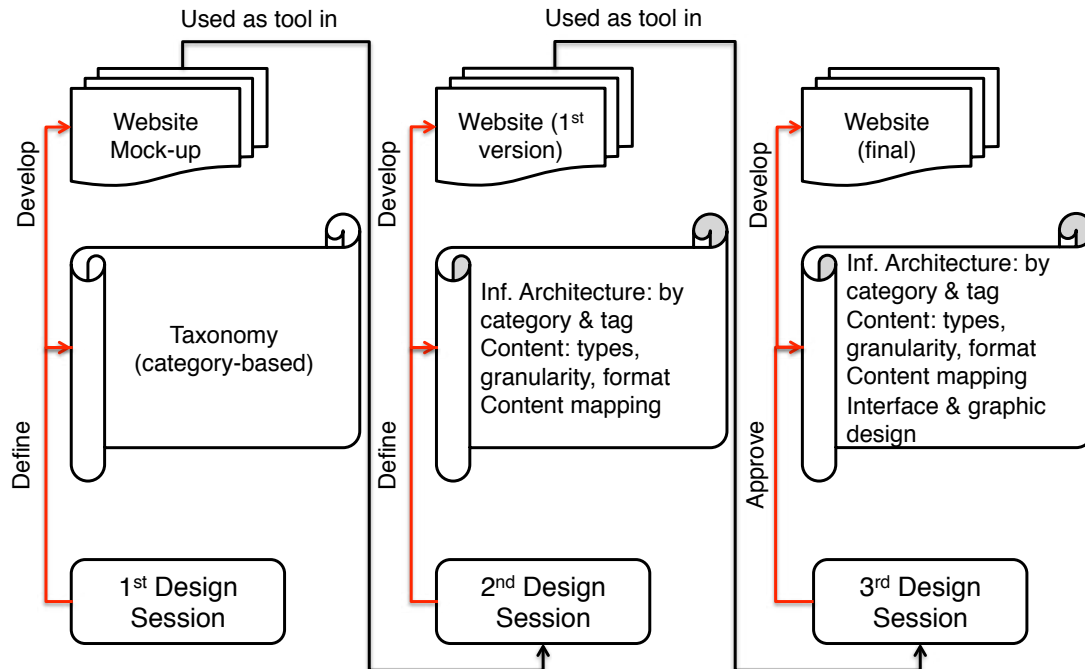 Used as tool in
Used as tool in
Website
Mock-up
Website (1st
version)
Website
(final)
Develop
Develop
Develop
Taxonomy
(category-based)
Inf. Architecture: by
category & tag
Content: types,
granularity, format
Content mapping
Inf. Architecture: by
category & tag
Content: types,
granularity, format
Content mapping
Interface & graphic
design
Define
Define
Approve
1st Design
Session
2nd Design
Session
3rd Design
Session